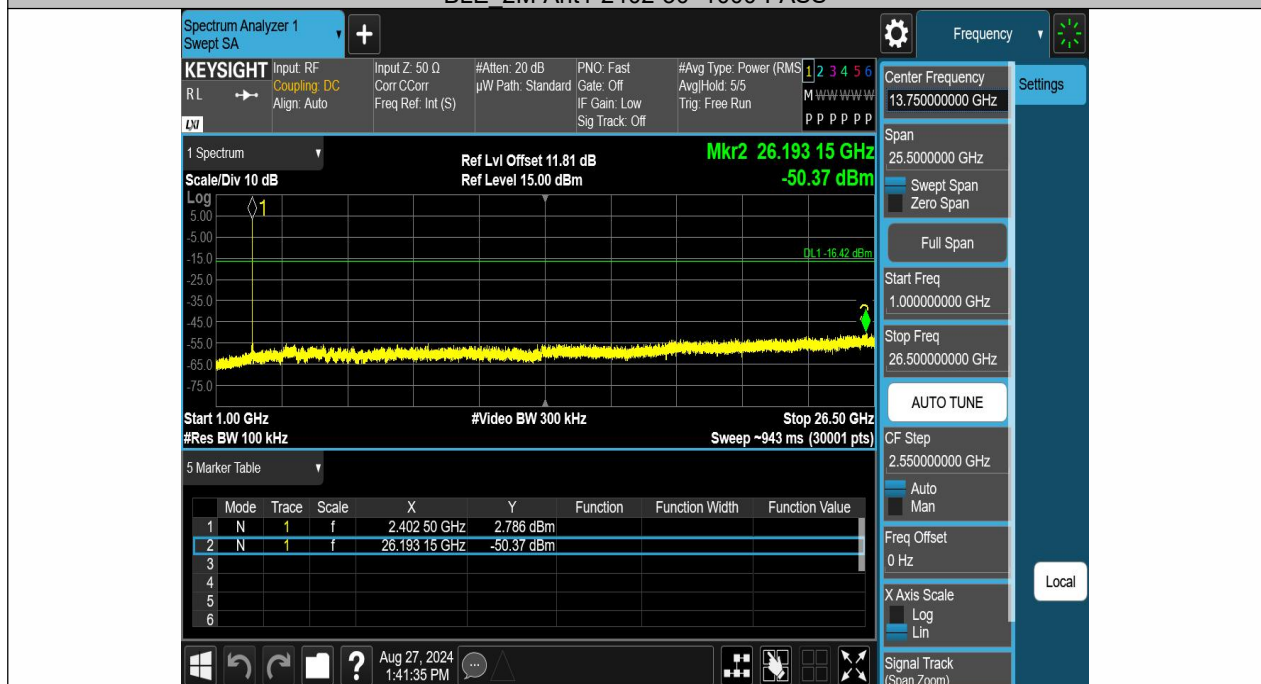 Spectrum Analyzer 1
Swept SA
+
Frequency
KEYSIGHT
RL
LXI
Input: RF
Coupling: DC
Align: Auto
Input Z: 50 Ω
Corr CCorr
Freq Ref: Int (S)
#Atten: 20 dB
µW Path: Standard
PNO: Fast
Gate: Off
IF Gain: Low
Sig Track: Off
#Avg Type: Power (RMS
Avg|Hold: 5/5
Trig: Free Run
1 2 3 4 5 6
M W W W W W
P P P P P P
1 Spectrum
Scale/Div 10 dB
Ref Lvl Offset 11.81 dB
Ref Level 15.00 dBm
Mkr2 26.193 15 GHz
-50.37 dBm
Log
5.00
-5.00
-15.0
-25.0
-35.0
-45.0
-55.0
-65.0
-75.0
1
DL1 -16.42 dBm
Start 1.00 GHz
#Video BW 300 kHz
Stop 26.50 GHz
#Res BW 100 kHz
Sweep ~943 ms (30001 pts)
5 Marker Table
Mode Trace Scale X Y Function Function Width Function Value
1 N 1 f 2.402 50 GHz 2.786 dBm
2 N 1 f 26.193 15 GHz -50.37 dBm
3
4
5
6
?
Aug 27, 2024
1:41:35 PM
Center Frequency
13.750000000 GHz
Settings
Span
25.5000000 GHz
Swept Span
Zero Span
Full Span
Start Freq
1.000000000 GHz
Stop Freq
26.500000000 GHz
AUTO TUNE
CF Step
2.550000000 GHz
Auto
Man
Freq Offset
0 Hz
X Axis Scale
Log
Lin
Local
Signal Track
(Span Zoom)